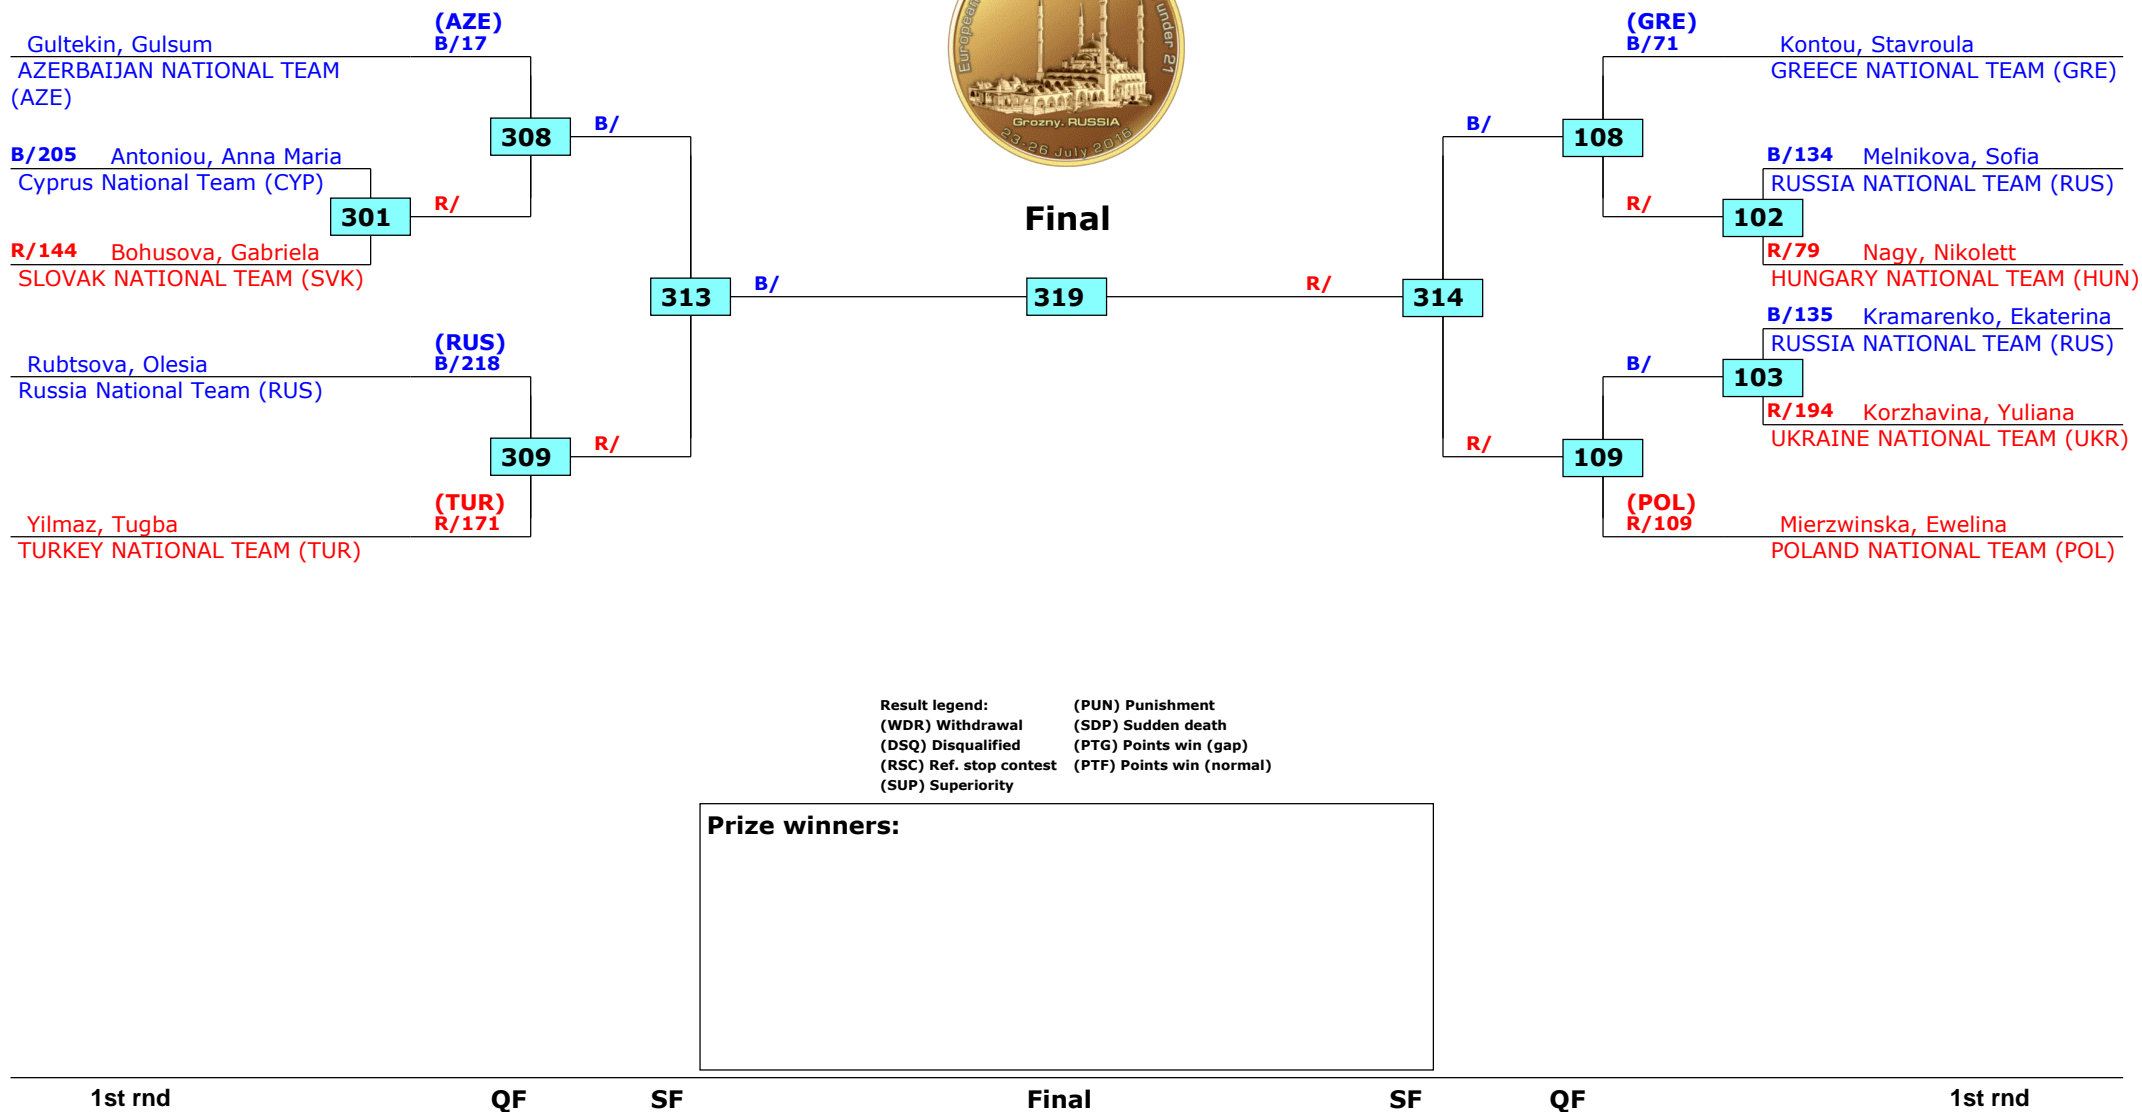 European
under 21
Grozny. RUSSIA
23-26 July 2016
(AZE)
Gultekin, Gulsum B/17
AZERBAIJAN NATIONAL TEAM
(AZE)
308
B/
B/205 Antoniou, Anna Maria
Cyprus National Team (CYP)
301
R/
R/144 Bohusova, Gabriela
SLOVAK NATIONAL TEAM (SVK)
313
B/
(RUS)
Rubtsova, Olesia B/218
Russia National Team (RUS)
309
R/
(TUR)
Yilmaz, Tugba R/171
TURKEY NATIONAL TEAM (TUR)
Final
319
(GRE)
B/71 Kontou, Stavroula
GREECE NATIONAL TEAM (GRE)
B/
108
B/134 Melnikova, Sofia
RUSSIA NATIONAL TEAM (RUS)
R/
102
R/79 Nagy, Nikolett
HUNGARY NATIONAL TEAM (HUN)
R/
314
B/135 Kramarenko, Ekaterina
RUSSIA NATIONAL TEAM (RUS)
B/
103
R/194 Korzhavina, Yuliana
UKRAINE NATIONAL TEAM (UKR)
R/
109
(POL)
R/109 Mierzwinska, Ewelina
POLAND NATIONAL TEAM (POL)
Result legend: (PUN) Punishment
(WDR) Withdrawal (SDP) Sudden death
(DSQ) Disqualified (PTG) Points win (gap)
(RSC) Ref. stop contest (PTF) Points win (normal)
(SUP) Superiority
Prize winners:
1st rnd QF SF Final SF QF 1st rnd